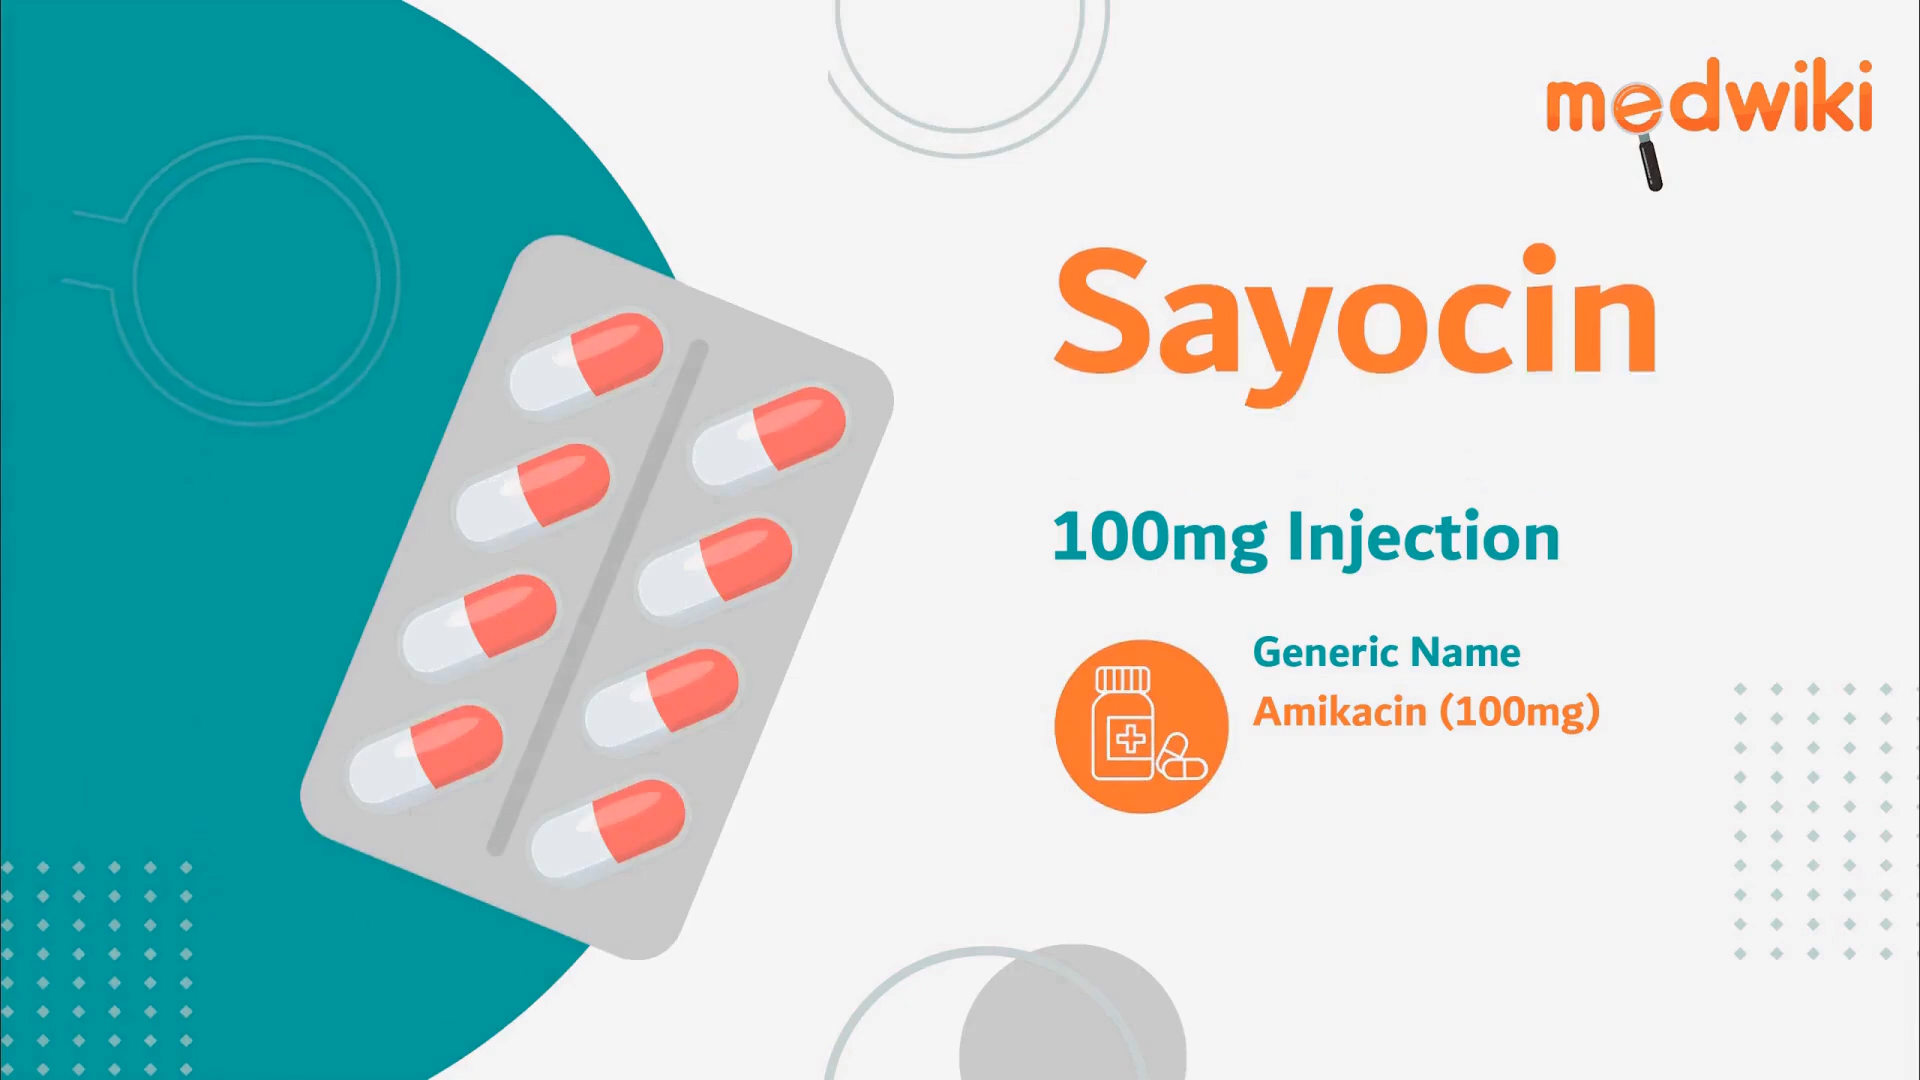 medwiki
Sayocin
100mg Injection
Generic Name
Amikacin (100mg)